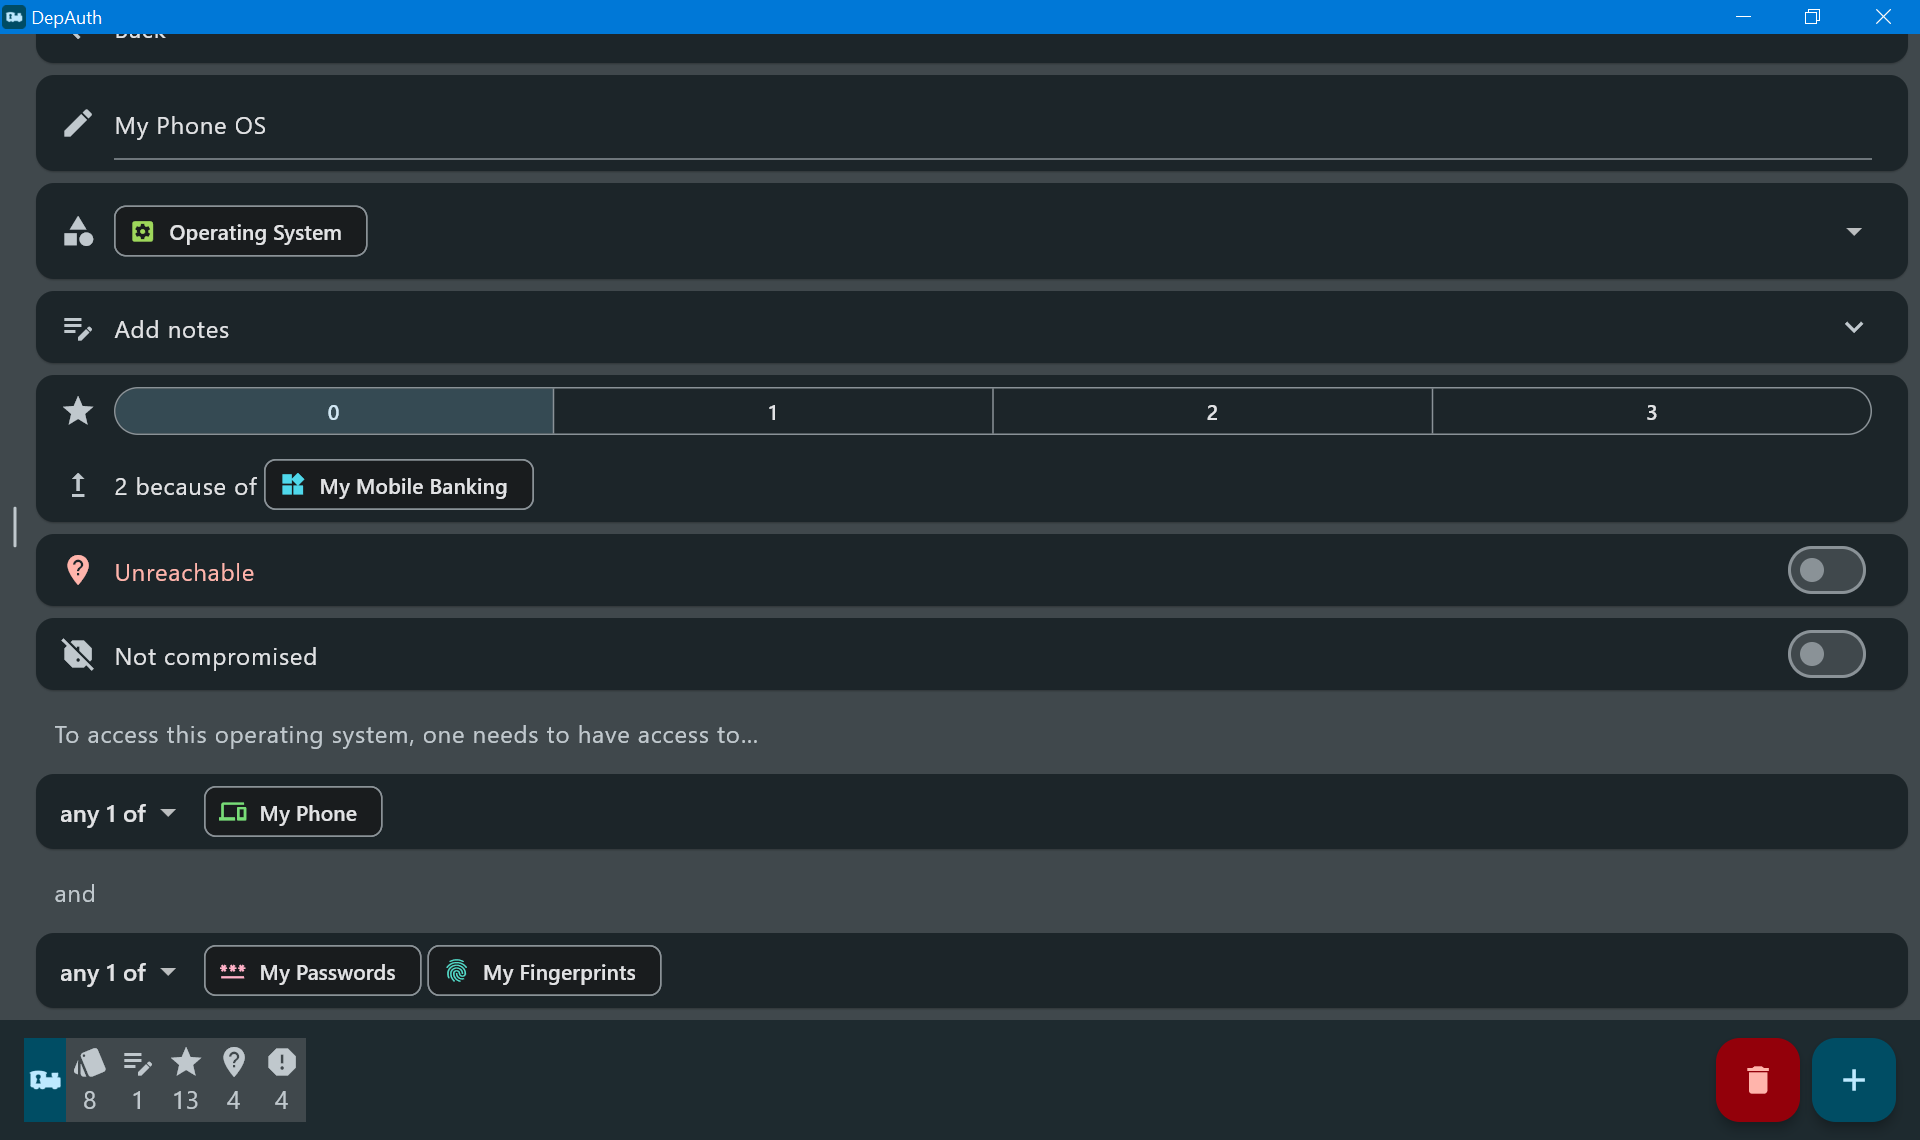 DepAuth
Back
My Phone OS
Operating System
Add notes
0 1 2 3
2 because of My Mobile Banking
Unreachable
Not compromised
To access this operating system, one needs to have access to...
any 1 of My Phone
and
any 1 of My Passwords My Fingerprints
8 1 13 4 4